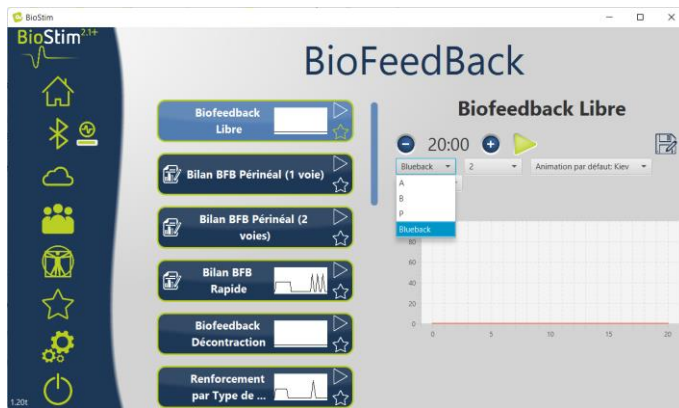 BioStim
BioStim 2.1+
BioFeedBack
Biofeedback
Libre
Bilan BFB Périnéal (1 voie)
Bilan BFB Périnéal (2
voies)
Bilan BFB
Rapide
Biofeedback
Décontraction
Renforcement
par Type de ...
Biofeedback Libre
20:00
Blueback
2
Animation par défaut: Kiev
A
B
P
Blueback
80
60
40
20
0
0 5 10 15 20
1.20t